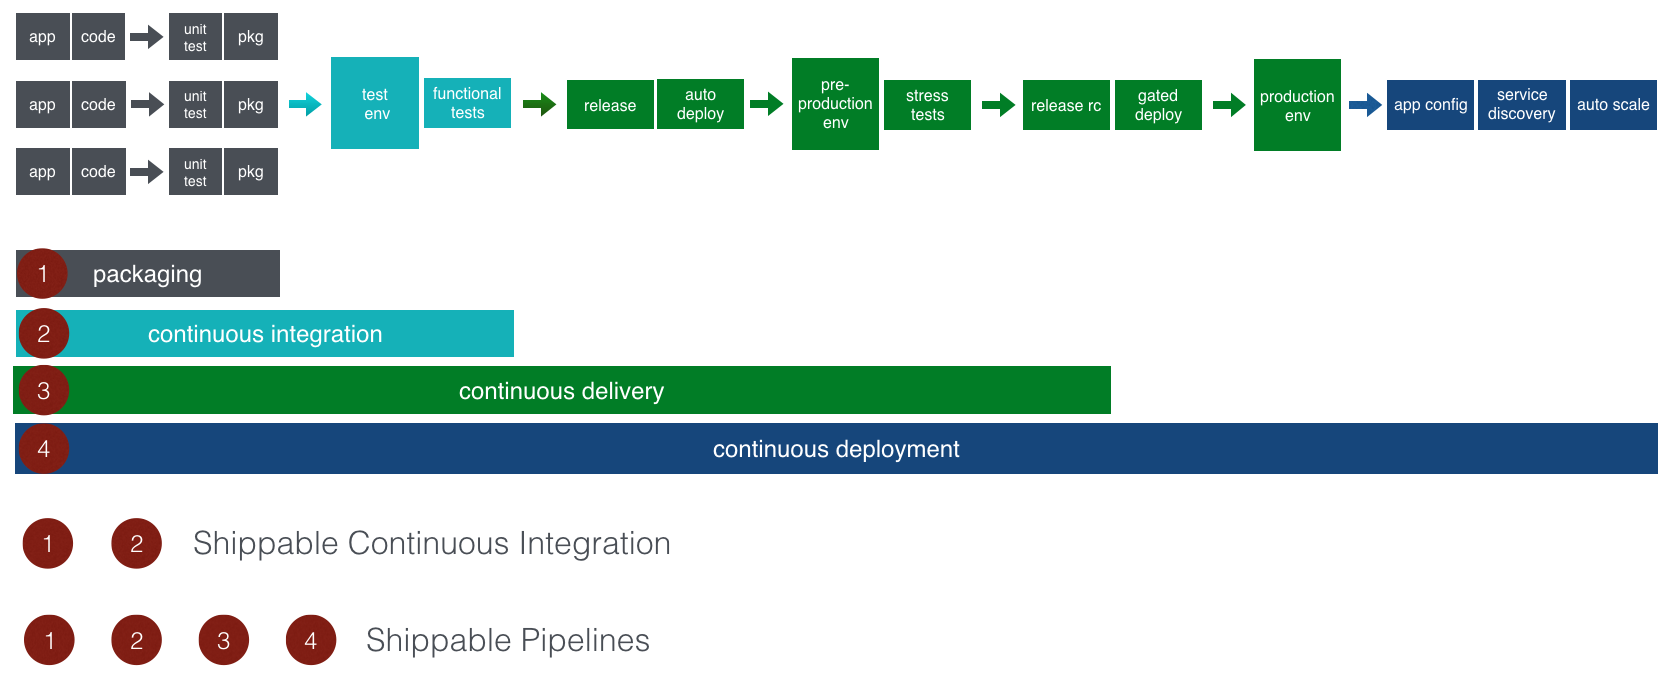 app code unit test pkg
app code unit test pkg
app code unit test pkg
test env
functional tests
release
auto deploy
pre-production env
stress tests
release rc
gated deploy
production env
app config
service discovery
auto scale
1 packaging
2 continuous integration
3 continuous delivery
4 continuous deployment
1 2 Shippable Continuous Integration
1 2 3 4 Shippable Pipelines